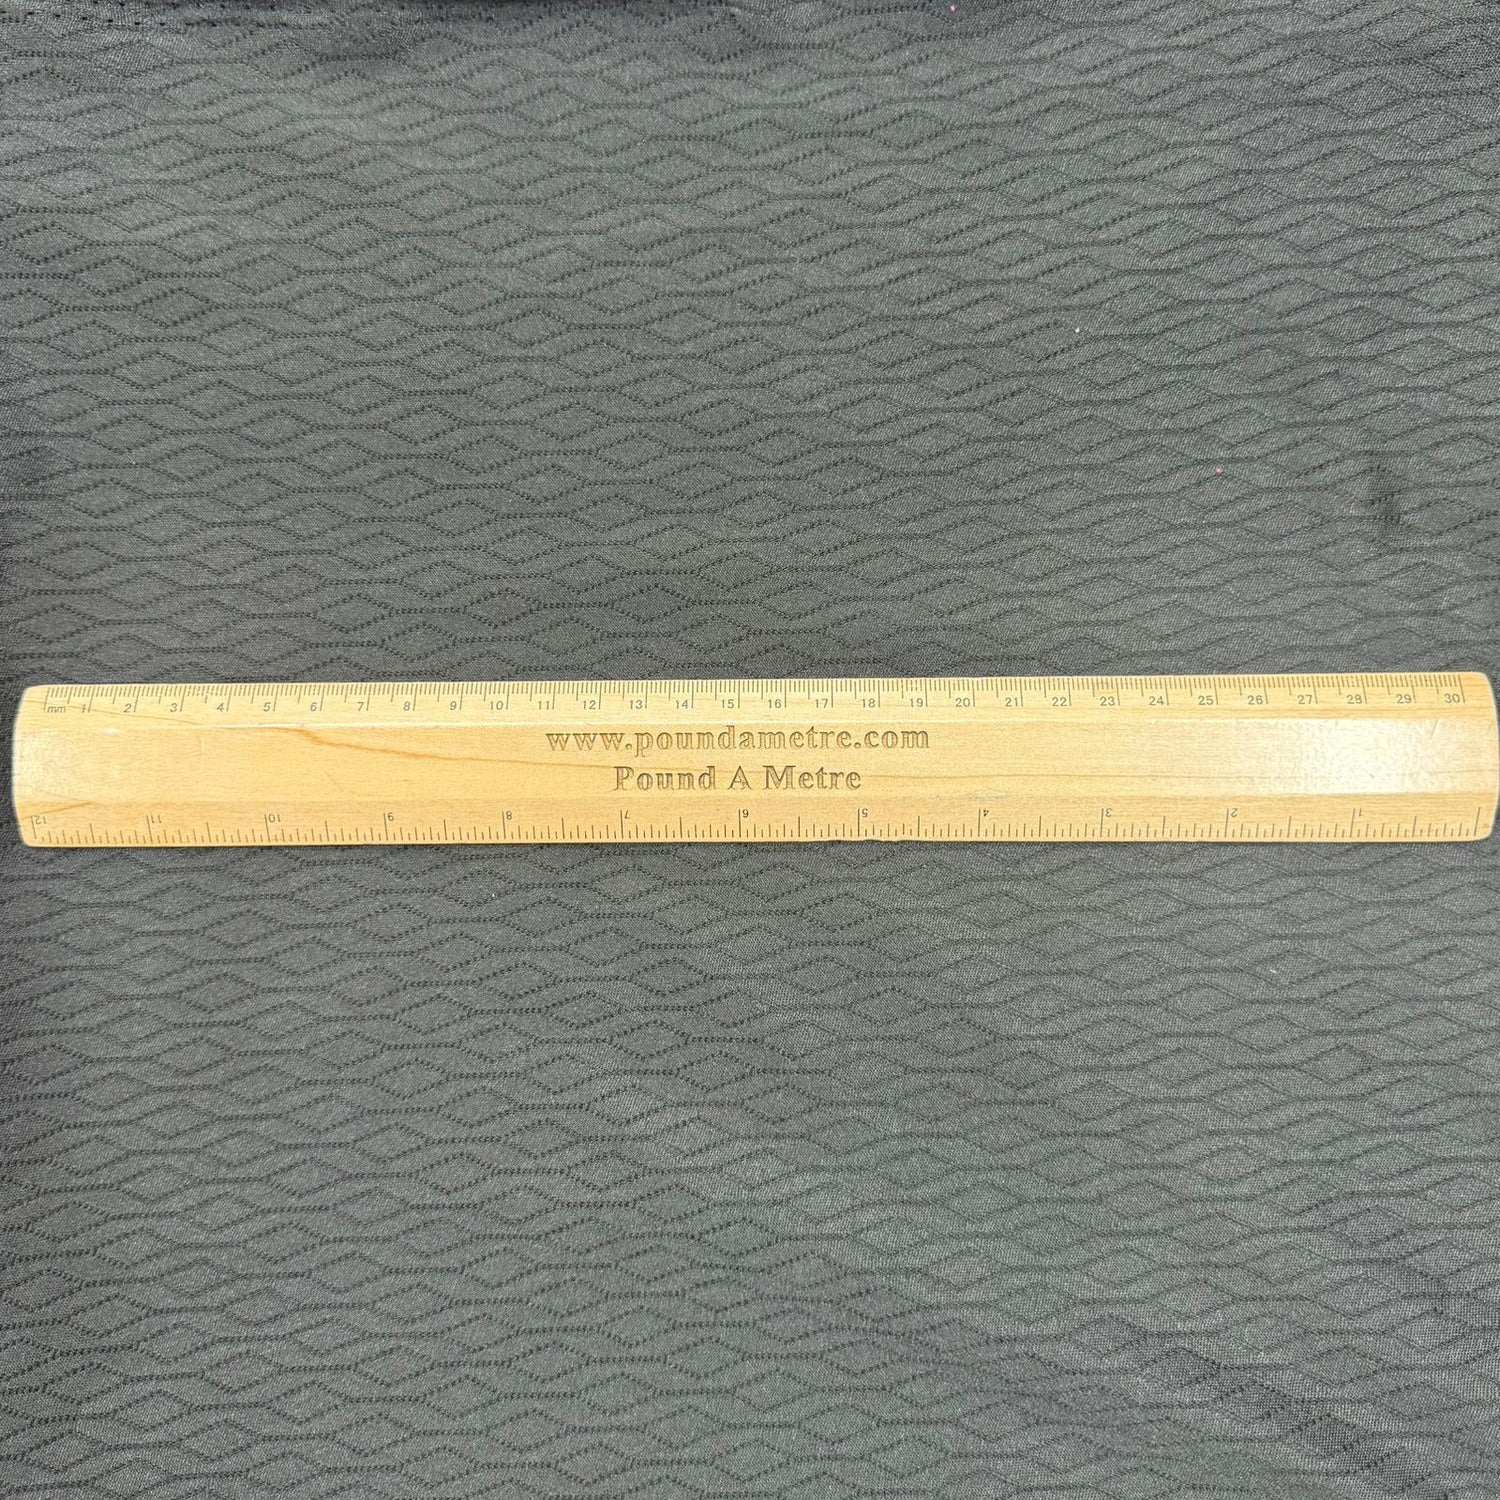 mm 1 2 3 4 5 6 7 8 9 10 11 12 13 14 15 16 17 18 19 20 21 22 23 24 25 26 27 28 29 30
www.poundametre.com
Pound A Metre
12 11 10 9 8 7 6 5 4 3 2 1